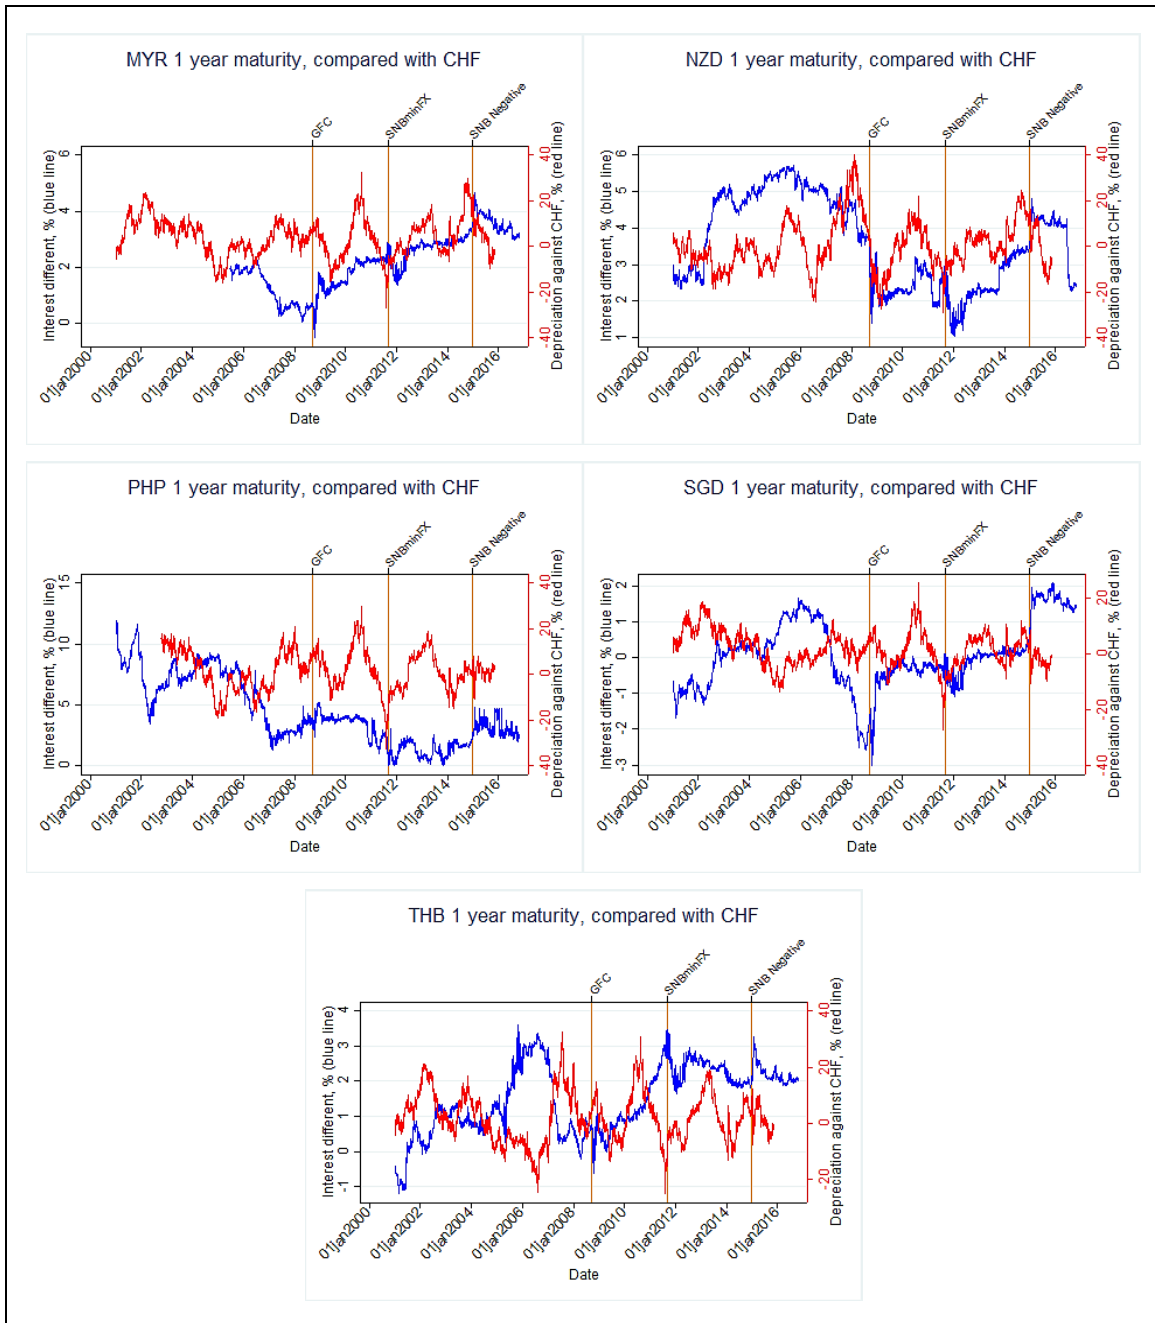 MYR 1 year maturity, compared with CHF
GFC
SNBminFX
SNB Negative
Interest different, % (blue line)
6
4
2
0
Depreciation against CHF, % (red line)
40
20
0
-20
-40
01jan2000
01jan2002
01jan2004
01jan2006
01jan2008
01jan2010
01jan2012
01jan2014
01jan2016
Date
NZD 1 year maturity, compared with CHF
GFC
SNBminFX
SNB Negative
Interest different, % (blue line)
6
5
4
3
2
1
Depreciation against CHF, % (red line)
40
20
0
-20
-40
01jan2000
01jan2002
01jan2004
01jan2006
01jan2008
01jan2010
01jan2012
01jan2014
01jan2016
Date
PHP 1 year maturity, compared with CHF
GFC
SNBminFX
SNB Negative
Interest different, % (blue line)
15
10
5
0
Depreciation against CHF, % (red line)
40
20
0
-20
-40
01jan2000
01jan2002
01jan2004
01jan2006
01jan2008
01jan2010
01jan2012
01jan2014
01jan2016
Date
SGD 1 year maturity, compared with CHF
GFC
SNBminFX
SNB Negative
Interest different, % (blue line)
2
1
0
-1
-2
-3
Depreciation against CHF, % (red line)
20
0
-20
-40
01jan2000
01jan2002
01jan2004
01jan2006
01jan2008
01jan2010
01jan2012
01jan2014
01jan2016
Date
THB 1 year maturity, compared with CHF
GFC
SNBminFX
SNB Negative
Interest different, % (blue line)
4
3
2
1
0
-1
Depreciation against CHF, % (red line)
40
20
0
-20
01jan2000
01jan2002
01jan2004
01jan2006
01jan2008
01jan2010
01jan2012
01jan2014
01jan2016
Date